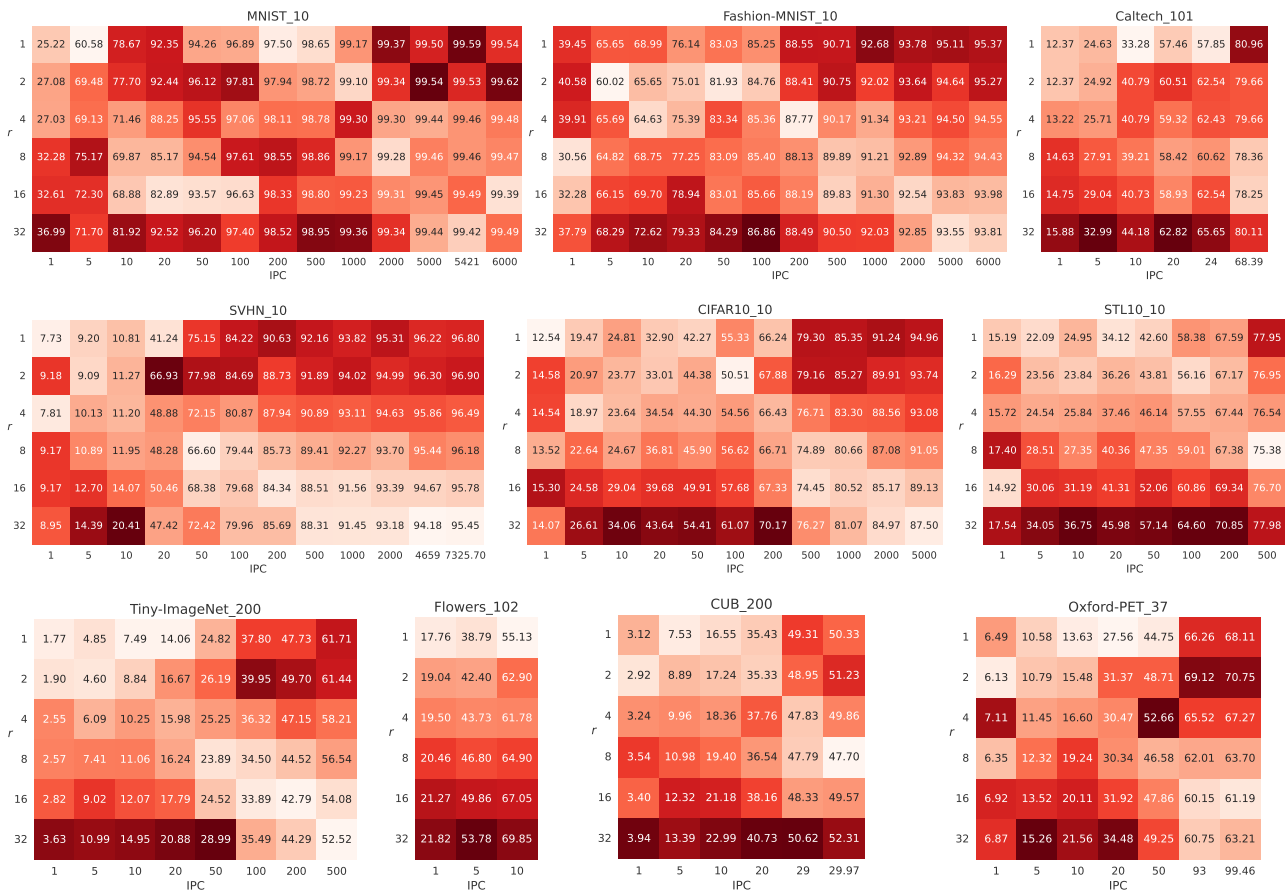 MNIST_10 Fashion-MNIST_10 Caltech_101
1 25.22 60.58 78.67 92.35 94.26 96.89 97.50 98.65 99.17 99.37 99.50 99.59 99.54 1 39.45 65.65 68.99 76.14 83.03 85.25 88.55 90.71 92.68 93.78 95.11 95.37 1 12.37 24.63 33.28 57.46 57.85 80.96
2 27.08 69.48 77.70 92.44 96.12 97.81 97.94 98.72 99.10 99.34 99.54 99.53 99.62 2 40.58 60.02 65.65 75.01 81.93 84.76 88.41 90.75 92.02 93.64 94.64 95.27 2 12.37 24.92 40.79 60.51 62.54 79.66
4 27.03 69.13 71.46 88.25 95.55 97.06 98.11 98.78 99.30 99.30 99.44 99.46 99.48 4 39.91 65.69 64.63 75.39 83.34 85.36 87.77 90.17 91.34 93.21 94.50 94.55 4 13.22 25.71 40.79 59.32 62.43 79.66
r r r
8 32.28 75.17 69.87 85.17 94.54 97.61 98.55 98.86 99.17 99.28 99.46 99.46 99.47 8 30.56 64.82 68.75 77.25 83.09 85.40 88.13 89.89 91.21 92.89 94.32 94.43 8 14.63 27.91 39.21 58.42 60.62 78.36
16 32.61 72.30 68.88 82.89 93.57 96.63 98.33 98.80 99.23 99.31 99.45 99.49 99.39 16 32.28 66.15 69.70 78.94 83.01 85.66 88.19 89.83 91.30 92.54 93.83 93.98 16 14.75 29.04 40.73 58.93 62.54 78.25
32 36.99 71.70 81.92 92.52 96.20 97.40 98.52 98.95 99.36 99.34 99.44 99.42 99.49 32 37.79 68.29 72.62 79.33 84.29 86.86 88.49 90.50 92.03 92.85 93.55 93.81 32 15.88 32.99 44.18 62.82 65.65 80.11
1 5 10 20 50 100 200 500 1000 2000 5000 5421 6000 1 5 10 20 50 100 200 500 1000 2000 5000 6000 1 5 10 20 24 68.39
IPC IPC IPC
SVHN_10 CIFAR10_10 STL10_10
1 7.73 9.20 10.81 41.24 75.15 84.22 90.63 92.16 93.82 95.31 96.22 96.80 1 12.54 19.47 24.81 32.90 42.27 55.33 66.24 79.30 85.35 91.24 94.96 1 15.19 22.09 24.95 34.12 42.60 58.38 67.59 77.95
2 9.18 9.09 11.27 66.93 77.98 84.69 88.73 91.89 94.02 94.99 96.30 96.90 2 14.58 20.97 23.77 33.01 44.38 50.51 67.88 79.16 85.27 89.91 93.74 2 16.29 23.56 23.84 36.26 43.81 56.16 67.17 76.95
4 7.81 10.13 11.20 48.88 72.15 80.87 87.94 90.89 93.11 94.63 95.86 96.49 4 14.54 18.97 23.64 34.54 44.30 54.56 66.43 76.71 83.30 88.56 93.08 4 15.72 24.54 25.84 37.46 46.14 57.55 67.44 76.54
r r r
8 9.17 10.89 11.95 48.28 66.60 79.44 85.73 89.41 92.27 93.70 95.44 96.18 8 13.52 22.64 24.67 36.81 45.90 56.62 66.71 74.89 80.66 87.08 91.05 8 17.40 28.51 27.35 40.36 47.35 59.01 67.38 75.38
16 9.17 12.70 14.07 50.46 68.38 79.68 84.34 88.51 91.56 93.39 94.67 95.78 16 15.30 24.58 29.04 39.68 49.91 57.68 67.33 74.45 80.52 85.17 89.13 16 14.92 30.06 31.19 41.31 52.06 60.86 69.34 76.70
32 8.95 14.39 20.41 47.42 72.42 79.96 85.69 88.31 91.45 93.18 94.18 95.45 32 14.07 26.61 34.06 43.64 54.41 61.07 70.17 76.27 81.07 84.97 87.50 32 17.54 34.05 36.75 45.98 57.14 64.60 70.85 77.98
1 5 10 20 50 100 200 500 1000 2000 4659 7325.70 1 5 10 20 50 100 200 500 1000 2000 5000 1 5 10 20 50 100 200 500
IPC IPC IPC
Tiny-ImageNet_200 Flowers_102 CUB_200 Oxford-PET_37
1 1.77 4.85 7.49 14.06 24.82 37.80 47.73 61.71 1 17.76 38.79 55.13 1 3.12 7.53 16.55 35.43 49.31 50.33 1 6.49 10.58 13.63 27.56 44.75 66.26 68.11
2 1.90 4.60 8.84 16.67 26.19 39.95 49.70 61.44 2 19.04 42.40 62.90 2 2.92 8.89 17.24 35.33 48.95 51.23 2 6.13 10.79 15.48 31.37 48.71 69.12 70.75
4 2.55 6.09 10.25 15.98 25.25 36.32 47.15 58.21 4 19.50 43.73 61.78 4 3.24 9.96 18.36 37.76 47.83 49.86 4 7.11 11.45 16.60 30.47 52.66 65.52 67.27
r r r r
8 2.57 7.41 11.06 16.24 23.89 34.50 44.52 56.54 8 20.46 46.80 64.90 8 3.54 10.98 19.40 36.54 47.79 47.70 8 6.35 12.32 19.24 30.34 46.58 62.01 63.70
16 2.82 9.02 12.07 17.79 24.52 33.89 42.79 54.08 16 21.27 49.86 67.05 16 3.40 12.32 21.18 38.16 48.33 49.57 16 6.92 13.52 20.11 31.92 47.86 60.15 61.19
32 3.63 10.99 14.95 20.88 28.99 35.49 44.29 52.52 32 21.82 53.78 69.85 32 3.94 13.39 22.99 40.73 50.62 52.31 32 6.87 15.26 21.56 34.48 49.25 60.75 63.21
1 5 10 20 50 100 200 500 1 5 10 1 5 10 20 29 29.97 1 5 10 20 50 93 99.46
IPC IPC IPC IPC